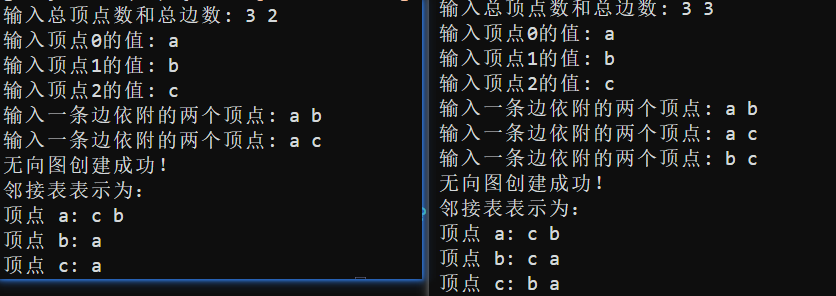 输入总顶点数和总边数: 3 2
输入顶点0的值: a
输入顶点1的值: b
输入顶点2的值: c
输入一条边依附的两个顶点: a b
输入一条边依附的两个顶点: a c
无向图创建成功!
邻接表表示为:
顶点 a: c b
顶点 b: a
顶点 c: a
输入总顶点数和总边数: 3 3
输入顶点0的值: a
输入顶点1的值: b
输入顶点2的值: c
输入一条边依附的两个顶点: a b
输入一条边依附的两个顶点: a c
输入一条边依附的两个顶点: b c
无向图创建成功!
邻接表表示为:
顶点 a: c b
顶点 b: c a
顶点 c: b a